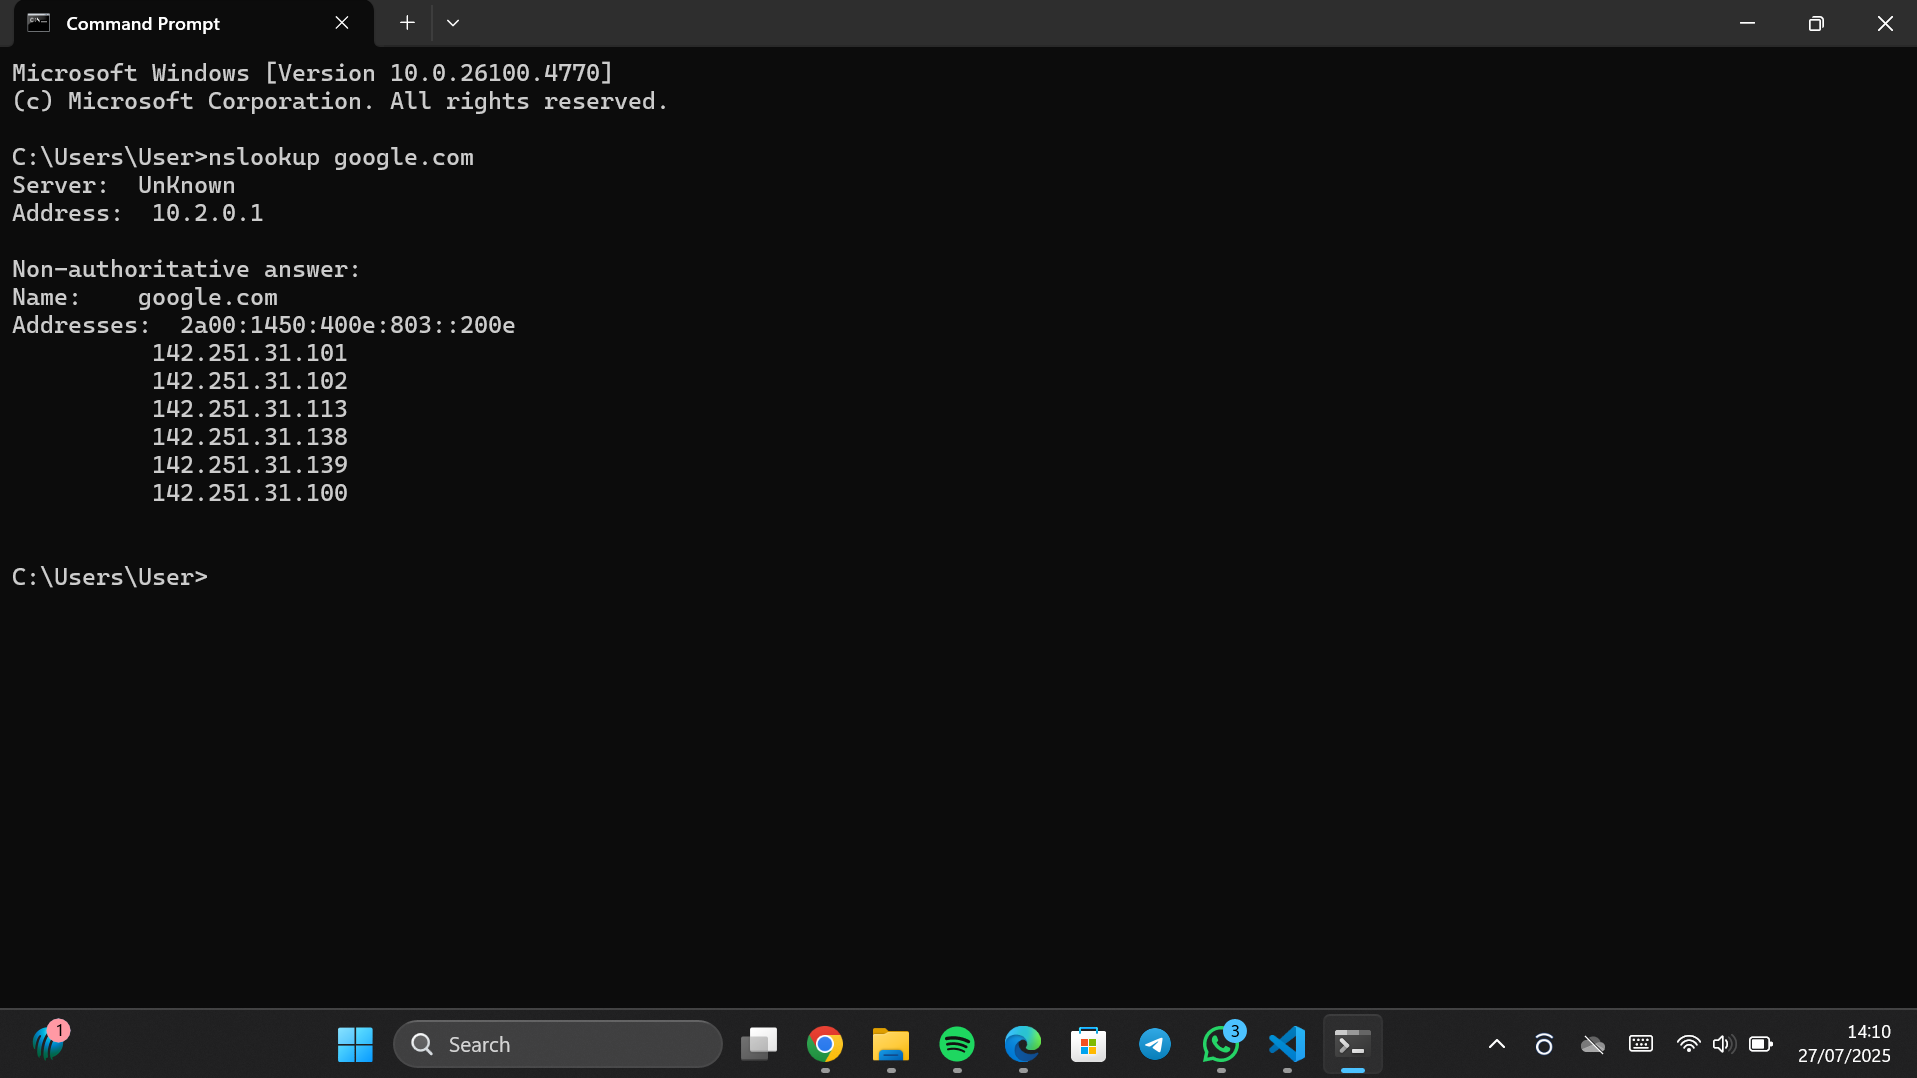 Command Prompt
Microsoft Windows [Version 10.0.26100.4770]
(c) Microsoft Corporation. All rights reserved.
C:\Users\User>nslookup google.com
Server:  UnKnown
Address:  10.2.0.1
Non-authoritative answer:
Name:    google.com
Addresses:  2a00:1450:400e:803::200e
          142.251.31.101
          142.251.31.102
          142.251.31.113
          142.251.31.138
          142.251.31.139
          142.251.31.100
C:\Users\User>
1
Search
3
14:10
27/07/2025